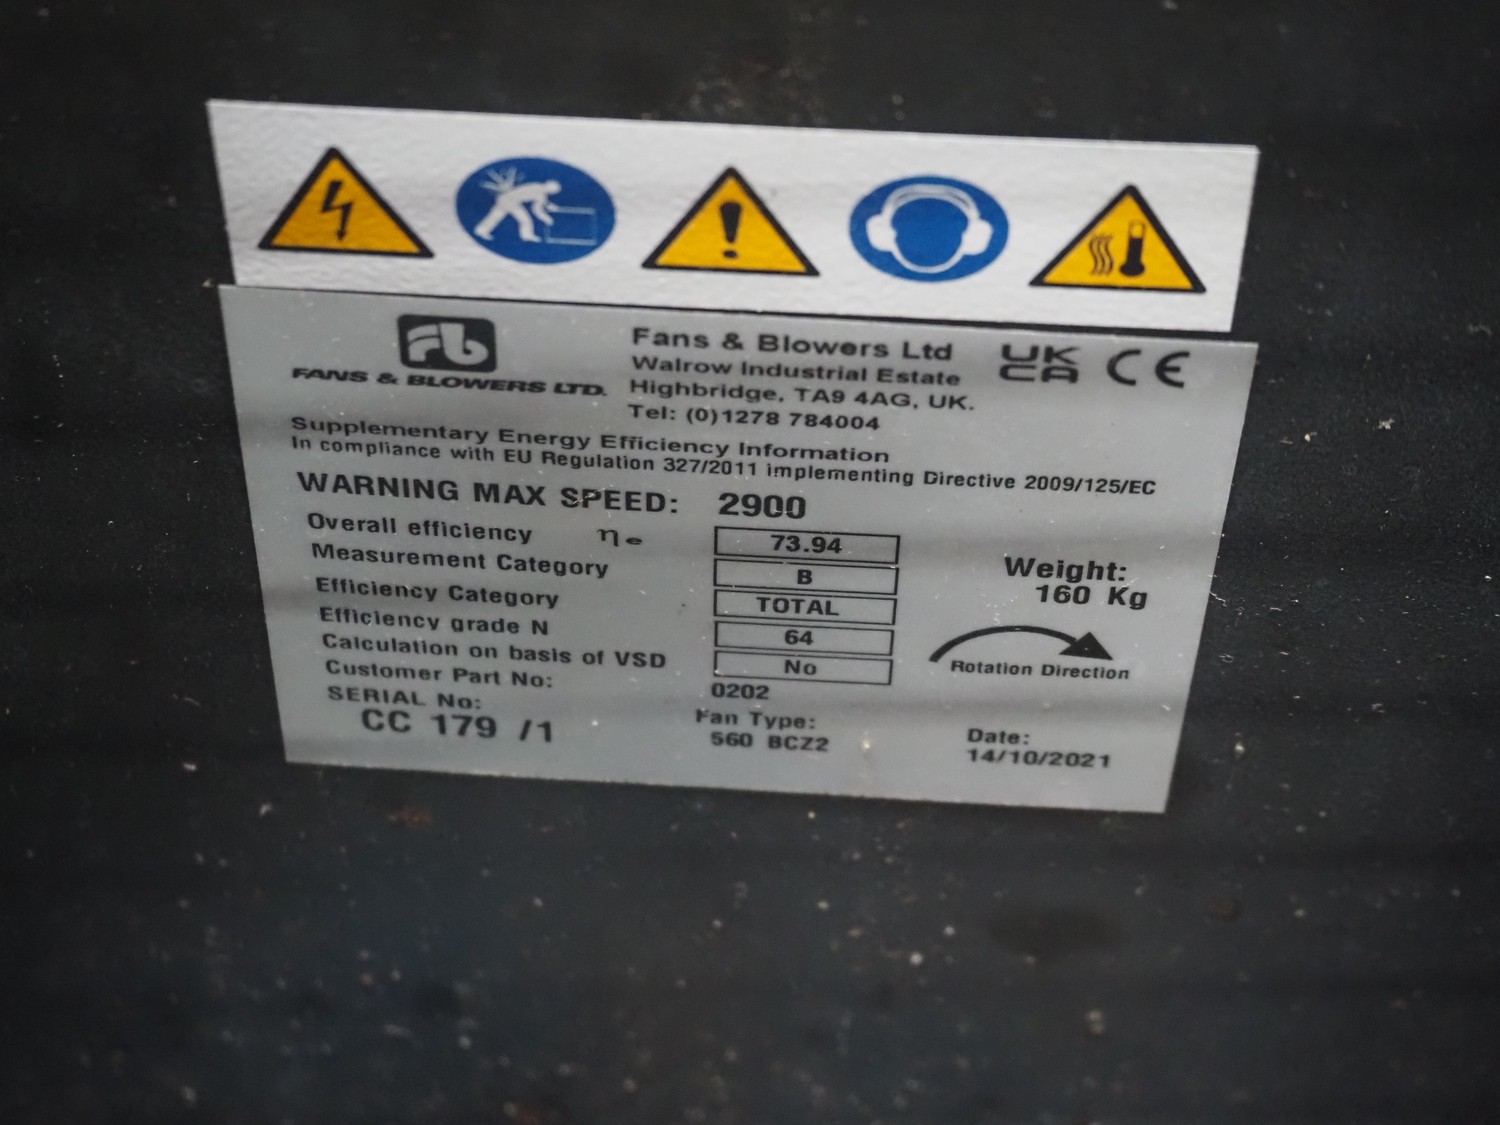 fb
FANS & BLOWERS LTD.
Fans & Blowers Ltd
Walrow Industrial Estate
Highbridge, TA9 4AG, UK.
Tel: (0)1278 784004
UK
CA
CE
Supplementary Energy Efficiency Information
In compliance with EU Regulation 327/2011 implementing Directive 2009/125/EC
WARNING MAX SPEED: 2900
Overall efficiency ηe 73.94
Measurement Category B
Efficiency Category TOTAL
Efficiency grade N 64
Calculation on basis of VSD No
Weight:
160 Kg
Rotation Direction
Customer Part No: 0202
SERIAL No:
CC 179 /1
Fan Type:
560 BCZ2
Date:
14/10/2021